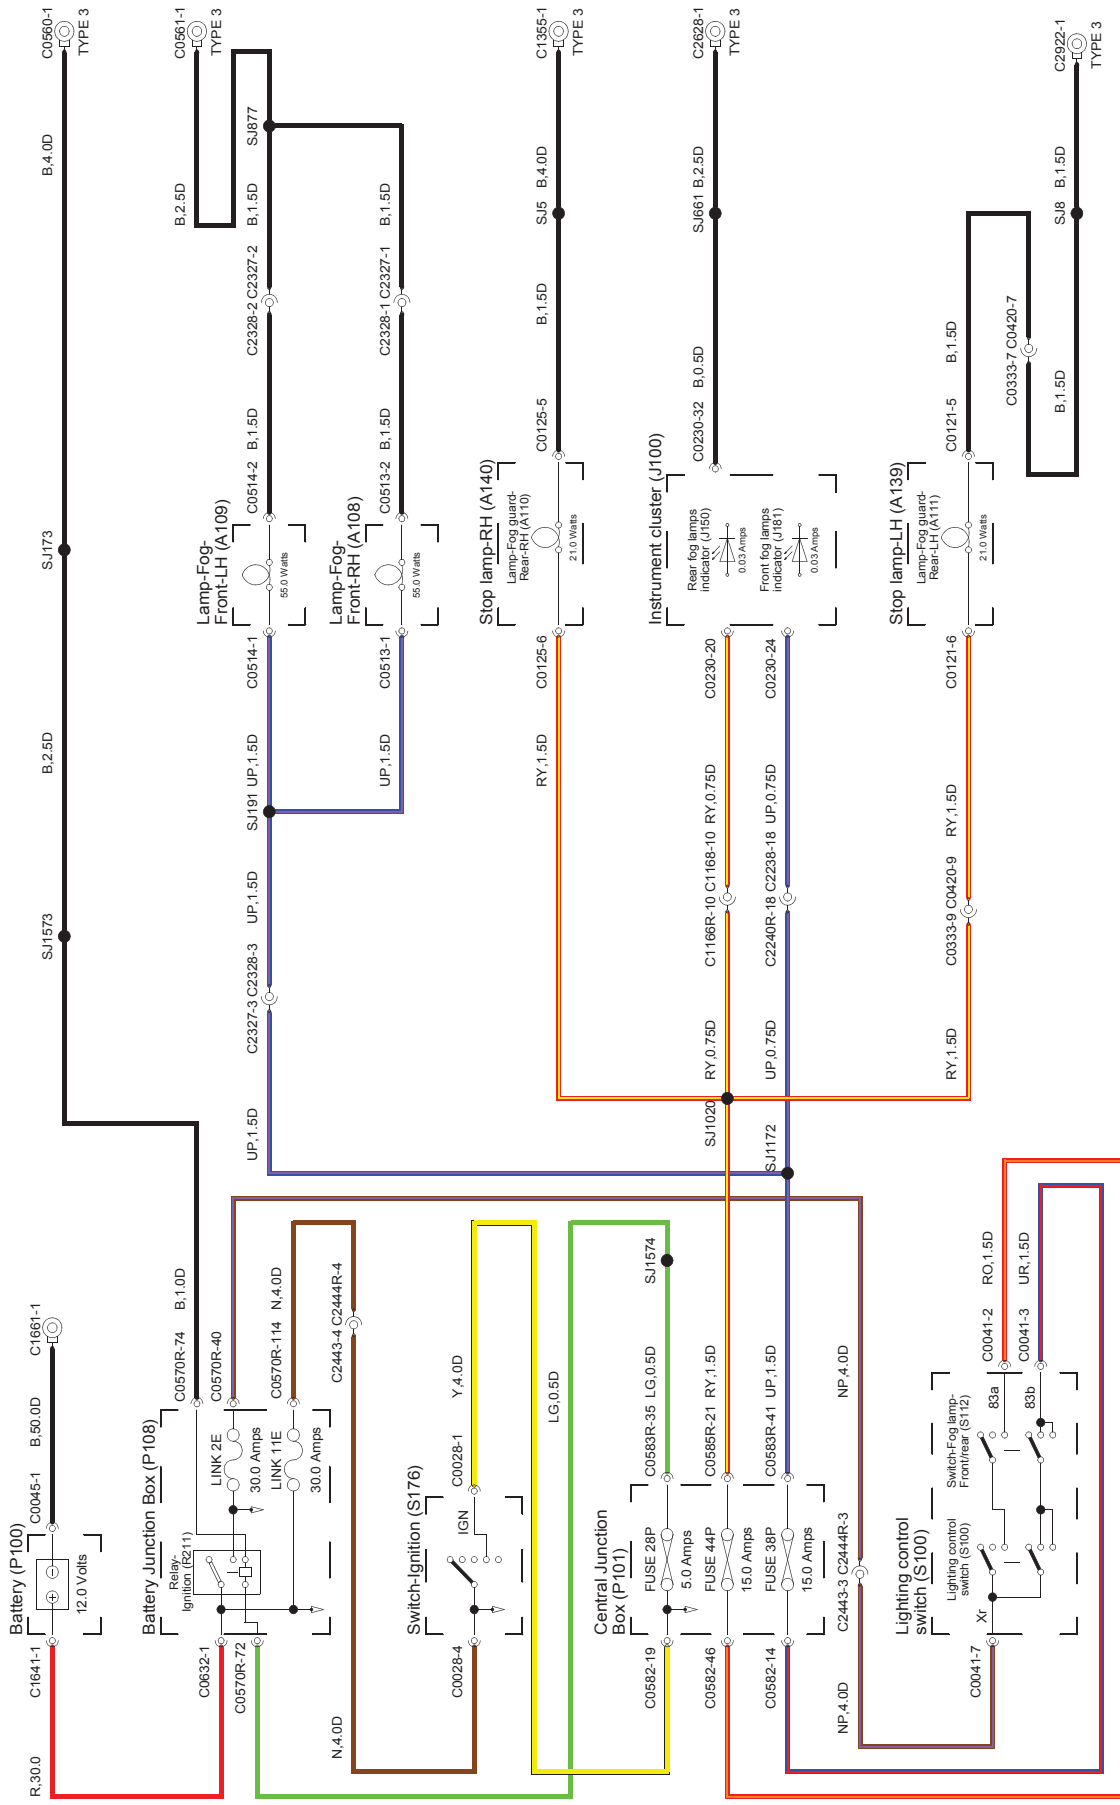 C0560-1
TYPE 3
B,4.0D
SJ173
B,2.5D
SJ1573
C0561-1
TYPE 3
B,2.5D
SJ877
B,1.5D
B,1.5D
C2328-2 C2327-2
C2328-1 C2327-1
C0514-2 B,1.5D
C0513-2 B,1.5D
Lamp-Fog-
Front-LH (A109)
55.0 Watts
Lamp-Fog-
Front-RH (A108)
55.0 Watts
C0514-1
C0513-1
SJ191 UP,1.5D
UP,1.5D
UP,1.5D
C2327-3 C2328-3
UP,1.5D
C1355-1
TYPE 3
SJ5 B,4.0D
B,1.5D
C0125-5
Stop lamp-RH (A140)
Lamp-Fog guard-
Rear-RH (A110)
21.0 Watts
C0125-6
RY,1.5D
C2628-1
TYPE 3
SJ661 B,2.5D
B,0.5D
C0230-32
Instrument cluster (J100)
Rear fog lamps
indicator (J150)
0.03 Amps
Front fog lamps
indicator (J181)
0.03 Amps
C0230-20
C0230-24
C1166R-10 C1168-10 RY,0.75D
C2240R-18 C2238-18 UP,0.75D
RY,0.75D
UP,0.75D
SJ1020
SJ1172
C2922-1
TYPE 3
SJ8 B,1.5D
B,1.5D
C0333-7 C0420-7
B,1.5D
C0121-5
Stop lamp-LH (A139)
Lamp-Fog guard-
Rear-LH (A111)
21.0 Watts
C0121-6
RY,1.5D
C0333-9 C0420-9
RY,1.5D
C1661-1
B,50.0D
C0045-1
Battery (P100)
12.0 Volts
C1641-1
R,30.0
B,1.0D
C0570R-74
C0570R-40
C0570R-114 N,4.0D
C2443-4 C2444R-4
Battery Junction Box (P108)
LINK 2E
30.0 Amps
LINK 11E
30.0 Amps
Relay-
Ignition (R211)
C0632-1
C0570R-72
N,4.0D
Y,4.0D
C0028-1
Switch-Ignition (S176)
IGN
C0028-4
LG,0.5D
SJ1574
C0583R-35 LG,0.5D
C0585R-21 RY,1.5D
C0583R-41 UP,1.5D
Central Junction
Box (P101)
FUSE 28P
5.0 Amps
FUSE 44P
15.0 Amps
FUSE 38P
15.0 Amps
C0582-19
C0582-46
C0582-14
NP,4.0D
C2443-3 C2444R-3
NP,4.0D
RO,1.5D
UR,1.5D
C0041-2
C0041-3
83a
83b
Switch-Fog lamp-
Front/rear (S112)
Lighting control
switch (S100)
Lighting control
switch (S100)
Xr
C0041-7